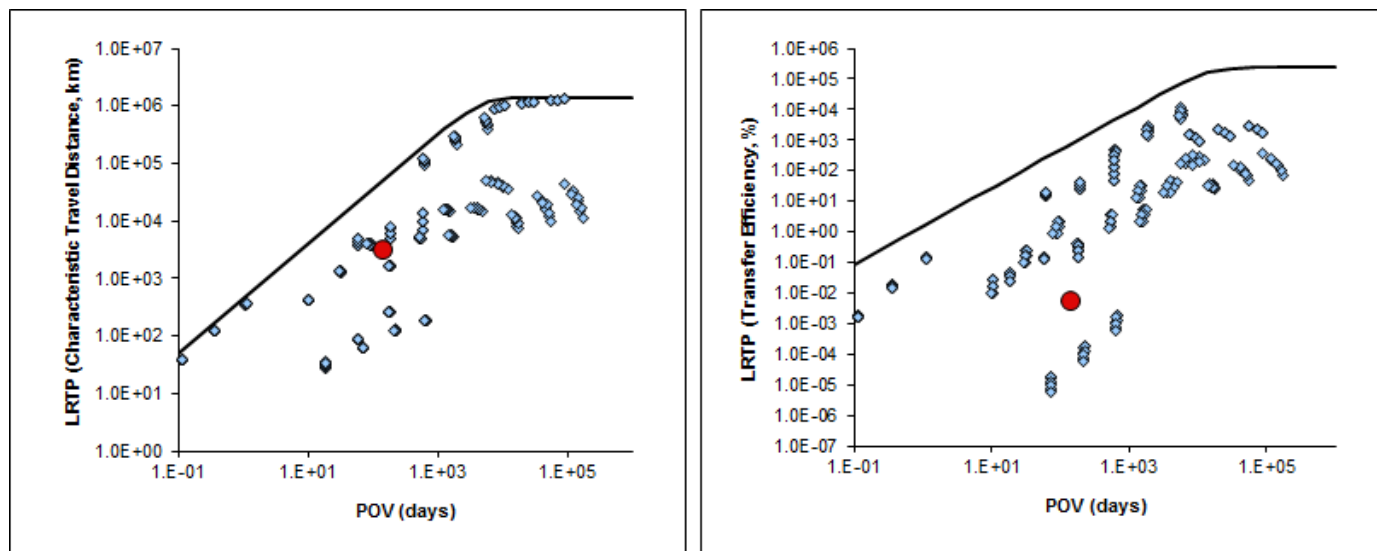 LRTP (Characteristic Travel Distance, km)
1.0E+07
1.0E+06
1.0E+05
1.0E+04
1.0E+03
1.0E+02
1.0E+01
1.0E+00
1.E-01
1.E+01
1.E+03
1.E+05
POV (days)
LRTP (Transfer Efficiency, %)
1.0E+06
1.0E+05
1.0E+04
1.0E+03
1.0E+02
1.0E+01
1.0E+00
1.0E-01
1.0E-02
1.0E-03
1.0E-04
1.0E-05
1.0E-06
1.0E-07
1.E-01
1.E+01
1.E+03
1.E+05
POV (days)